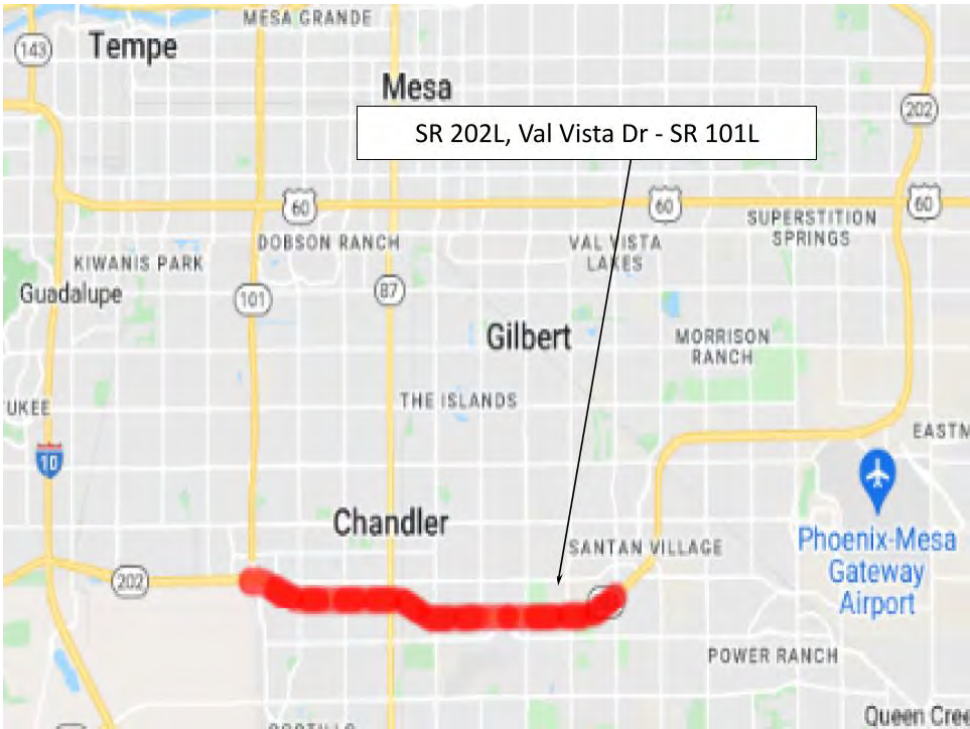 MESA GRANDE
143
Tempe
Mesa
202
SR 202L, Val Vista Dr - SR 101L
60
60
60
SUPERSTITION
SPRINGS
DOBSON RANCH
VAL VISTA
LAKES
KIWANIS PARK
Guadalupe
101
87
Gilbert
MORRISON
RANCH
UKEE
THE ISLANDS
EASTM
10
Chandler
SANTAN VILLAGE
Phoenix-Mesa
Gateway
Airport
202
POWER RANCH
Queen Cree